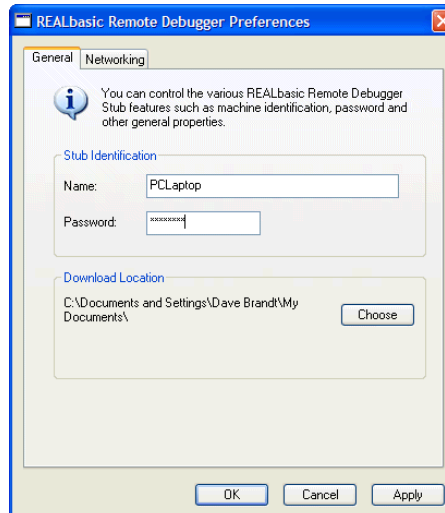 REALbasic Remote Debugger Preferences
General Networking
You can control the various REALbasic Remote Debugger
Stub features such as machine identification, password and
other general properties.
Stub Identification
Name: PCLaptop
Password: xxxxxxxx
Download Location
C:\Documents and Settings\Dave Brandt\My
Documents\
Choose
OK Cancel Apply